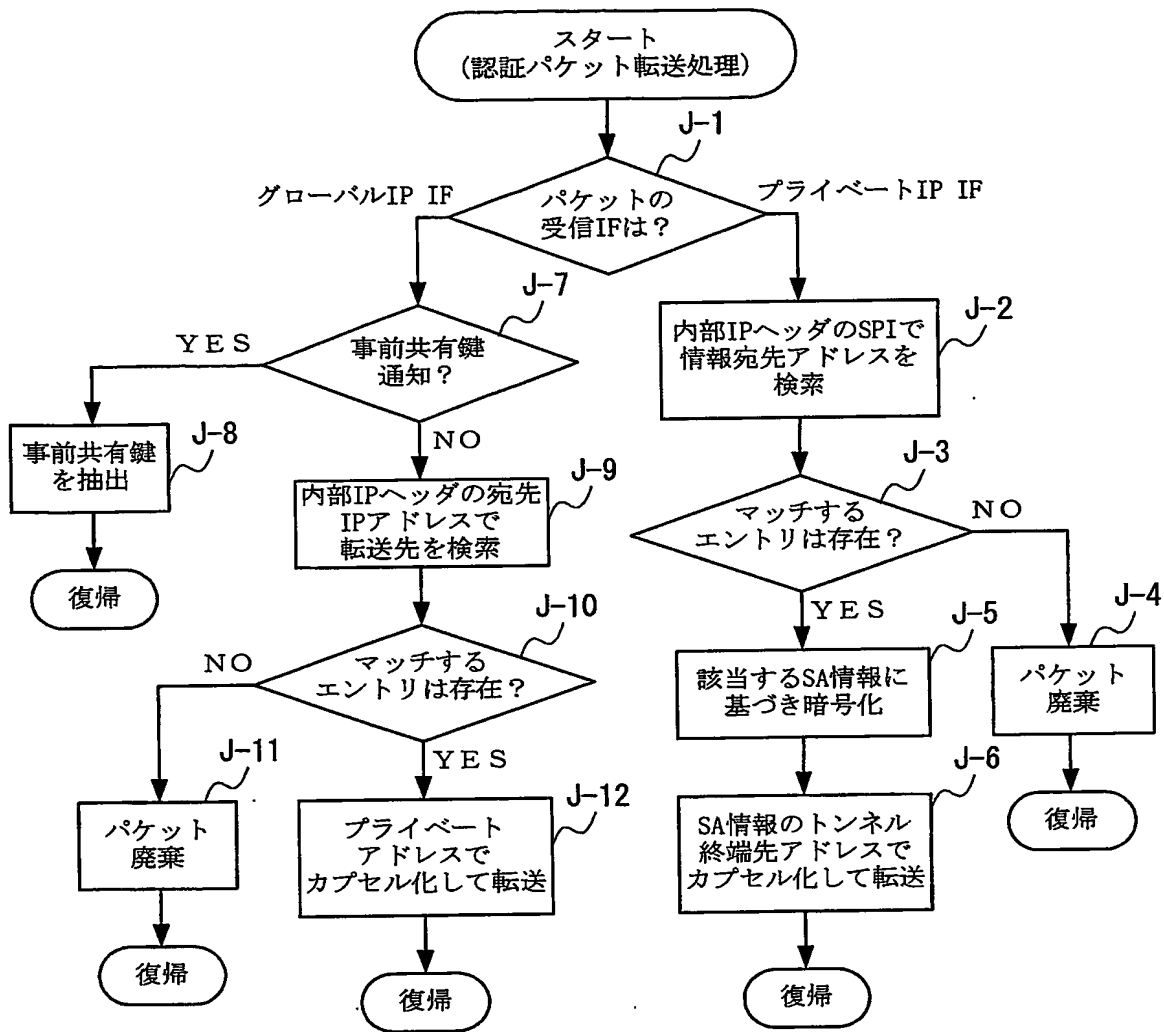 スタート
(認証パケット転送処理)
J-1
グローバルIP IF
プライベートIP IF
パケットの
受信IFは？
J-7
YES
事前共有鍵
通知？
J-2
内部IPヘッダのSPIで
情報宛先アドレスを
検索
J-8
事前共有鍵
を抽出
NO
J-9
内部IPヘッダの宛先
IPアドレスで
転送先を検索
J-3
マッチする
エントリは存在？
NO
復帰
J-10
NO
マッチする
エントリは存在？
YES
J-5
J-4
該当するSA情報に
基づき暗号化
パケット
廃棄
J-11
YES
J-12
J-6
パケット
廃棄
プライベート
アドレスで
カプセル化して転送
SA情報のトンネル
終端先アドレスで
カプセル化して転送
復帰
復帰
復帰
復帰